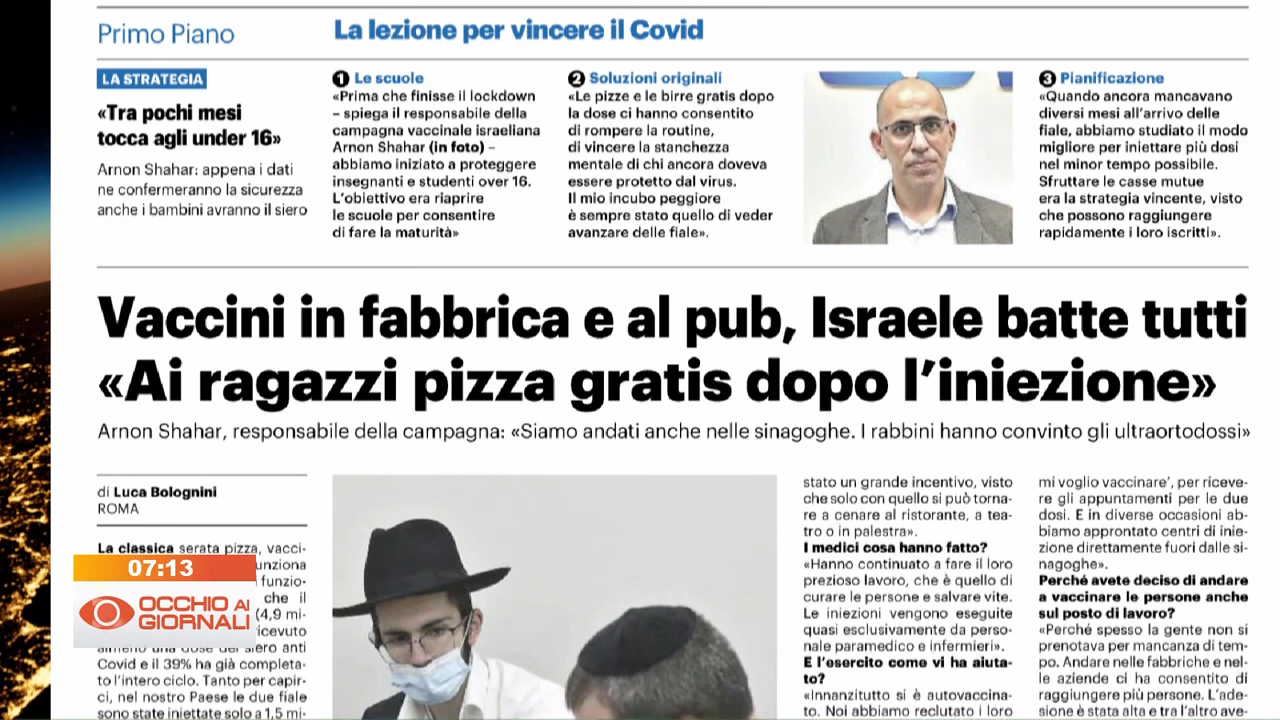 Primo Piano
La lezione per vincere il Covid
LA STRATEGIA
«Tra pochi mesi
tocca agli under 16»
Arnon Shahar: appena i dati
ne confermeranno la sicurezza
anche i bambini avranno il siero
1 Le scuole
«Prima che finisse il lockdown
– spiega il responsabile della
campagna vaccinale israeliana
Arnon Shahar (in foto) –
abbiamo iniziato a proteggere
insegnanti e studenti over 16.
L'obiettivo era riaprire
le scuole per consentire
di fare la maturità»
2 Soluzioni originali
«Le pizze e le birre gratis dopo
la dose ci hanno consentito
di rompere la routine,
di vincere la stanchezza
mentale di chi ancora doveva
essere protetto dal virus.
Il mio incubo peggiore
è sempre stato quello di veder
avanzare delle fiale».
3 Pianificazione
«Quando ancora mancavano
diversi mesi all'arrivo delle
fiale, abbiamo studiato il modo
migliore per iniettare più dosi
nel minor tempo possibile.
Sfruttare le casse mutue
era la strategia vincente, visto
che possono raggiungere
rapidamente i loro iscritti».
Vaccini in fabbrica e al pub, Israele batte tutti
«Ai ragazzi pizza gratis dopo l'iniezione»
Arnon Shahar, responsabile della campagna: «Siamo andati anche nelle sinagoghe. I rabbini hanno convinto gli ultraortodossi»
di Luca Bolognini
ROMA
La classica serata pizza, vacci-
unziona
funzio-
che il
(4,9 mi-
icevuto
almeno una dose del siero anti
Covid e il 39% ha già completa-
to l'intero ciclo. Tanto per capir-
ci, nel nostro Paese le due fiale
sono state iniettate solo a 1,5 mi-
07:13
OCCHIO AI
GIORNALI
stato un grande incentivo, visto
che solo con quello si può torna-
re a cenare al ristorante, a tea-
tro o in palestra».
I medici cosa hanno fatto?
«Hanno continuato a fare il loro
prezioso lavoro, che è quello di
curare le persone e salvare vite.
Le iniezioni vengono eseguite
quasi esclusivamente da perso-
nale paramedico e infermieri».
E l'esercito come vi ha aiuta-
to?
«Innanzitutto si è autovaccina-
to. Noi abbiamo reclutato i loro
mi voglio vaccinare', per riceve-
re gli appuntamenti per le due
dosi. E in diverse occasioni ab-
biamo approntato centri di inie-
zione direttamente fuori dalle si-
nagoghe».
Perché avete deciso di andare
a vaccinare le persone anche
sul posto di lavoro?
«Perché spesso la gente non si
prenotava per mancanza di tem-
po. Andare nelle fabbriche e nel-
le aziende ci ha consentito di
raggiungere più persone. L'ade-
sione è stata alta e tra l'altro ave-